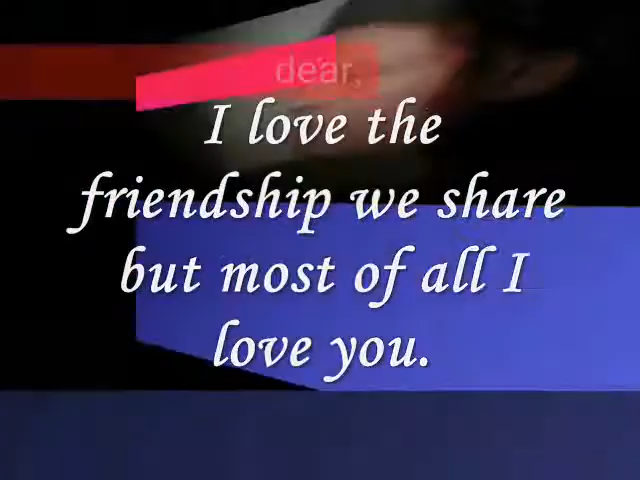 dear,
I love the
friendship we share
but most of all I
love you.